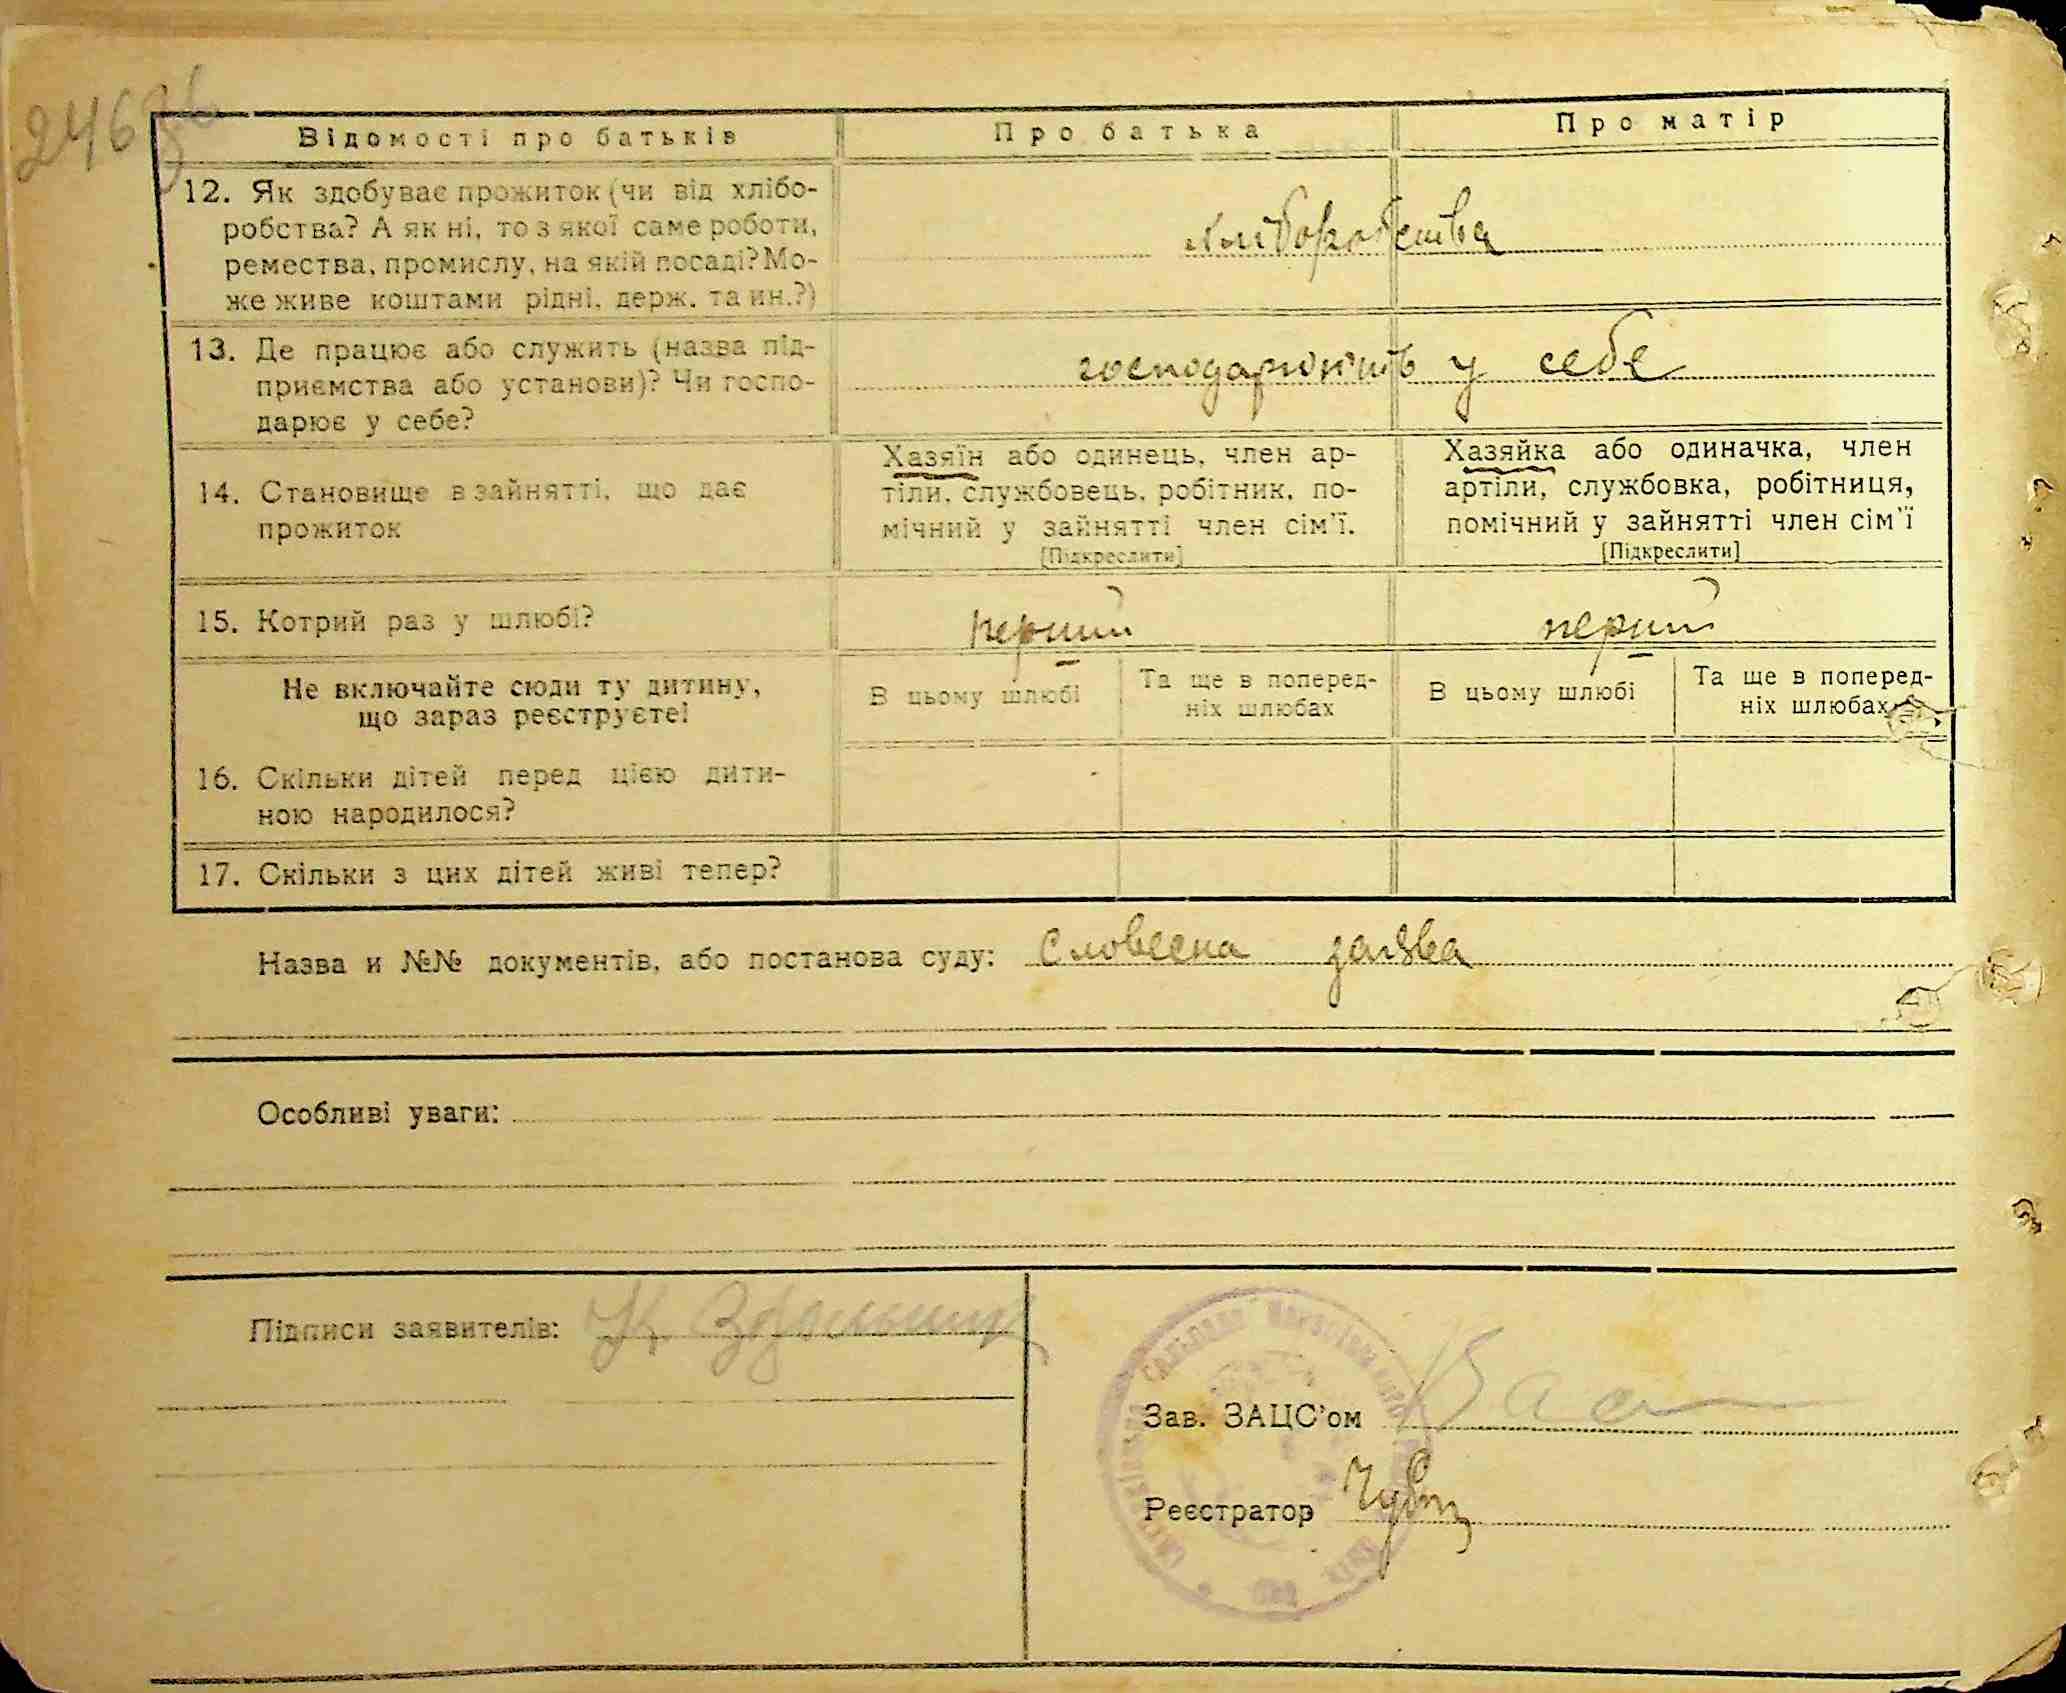 246
Відомості про батьків
Про батька
Про матір
12. Як здобуває прожиток (чи від хлібо-
робства? А як ні, то з якої саме роботи,
ремества, промислу, на якій посаді? Мо-
же живе коштами рідні, держ. та ин.?)
хліборобства
13. Де працює або служить (назва під-
приємства або установи)? Чи госпо-
дарює у себе?
господарюють у себе
14. Становище в зайнятті, що дає
прожиток
Хазяїн або одинець, член ар-
тіли, службовець, робітник, по-
мічний у зайнятті член сім'ї.
[Підкреслити]
Хазяйка або одиначка, член
артіли, службовка, робітниця,
помічний у зайнятті член сім'ї
[Підкреслити]
15. Котрий раз у шлюбі?
перший
перший
Не включайте сюди ту дитину,
що зараз реєструєте!
В цьому шлюбі
Та ще в поперед-
ніх шлюбах
В цьому шлюбі
Та ще в поперед-
ніх шлюбах
16. Скільки дітей перед цією дити-
ною народилося?
17. Скільки з цих дітей живі тепер?
Назва и №№ документів, або постанова суду: Словесна заява
Особливі уваги:
Підписи заявителів:
Зав. ЗАЦС'ом
Реєстратор